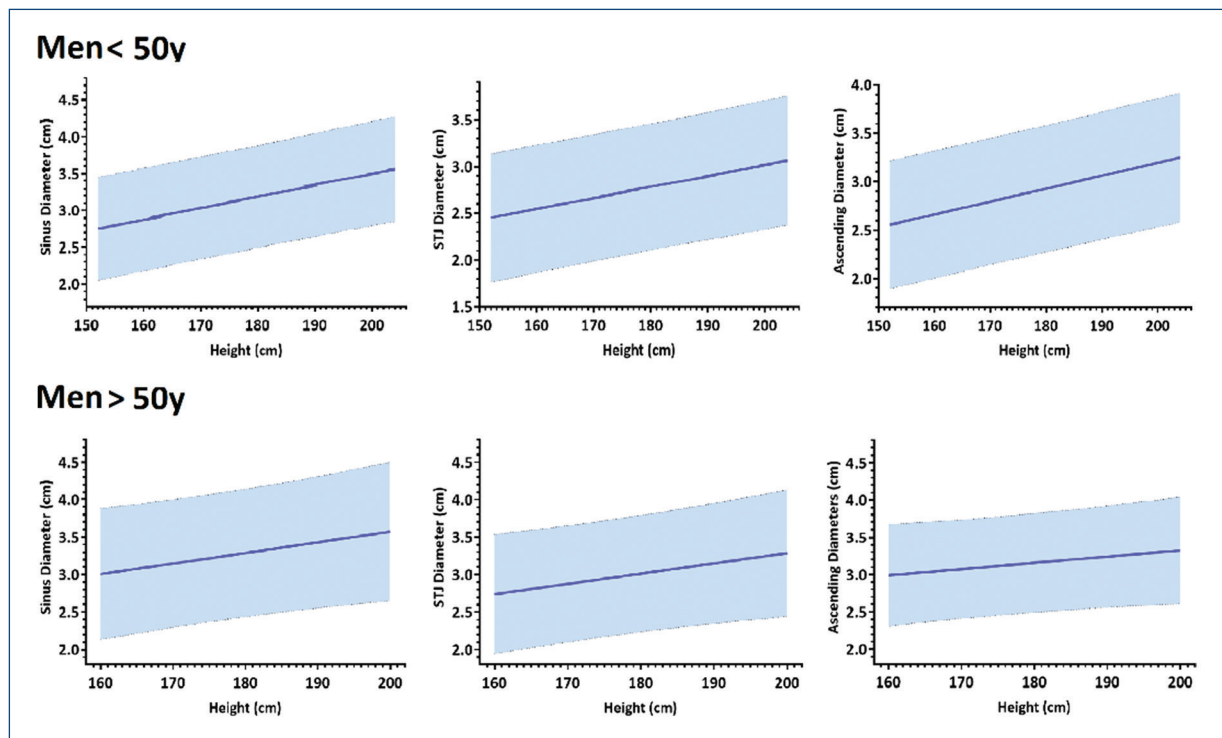 Men < 50y
Sinus Diameter (cm)
4.5
4.0
3.5
3.0
2.5
2.0
150 160 170 180 190 200
Height (cm)
STJ Diameter (cm)
3.5
3.0
2.5
2.0
1.5
150 160 170 180 190 200
Height (cm)
Ascending Diameter (cm)
4.0
3.5
3.0
2.5
2.0
150 160 170 180 190 200
Height (cm)
Men > 50y
Sinus Diameter (cm)
4.5
4.0
3.5
3.0
2.5
2.0
160 170 180 190 200
Height (cm)
STJ Diameter (cm)
4.5
4.0
3.5
3.0
2.5
2.0
160 170 180 190 200
Height (cm)
Ascending Diameters (cm)
4.5
4.0
3.5
3.0
2.5
2.0
160 170 180 190 200
Height (cm)